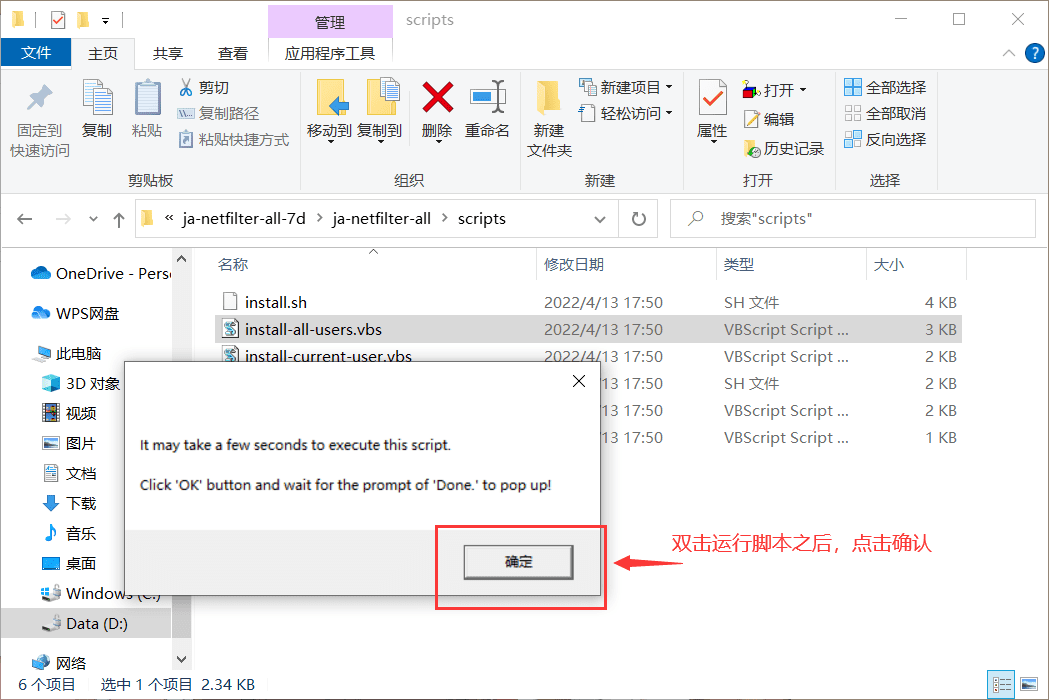 管理
scripts
文件
主页
共享
查看
应用程序工具
固定到
快速访问
复制
粘贴
剪切
复制路径
粘贴快捷方式
剪贴板
移动到
复制到
删除
重命名
组织
新建
文件夹
新建项目
轻松访问
新建
属性
打开
编辑
历史记录
打开
全部选择
全部取消
反向选择
选择
« ja-netfilter-all-7d > ja-netfilter-all > scripts
搜索"scripts"
OneDrive - Pers
WPS网盘
此电脑
3D 对象
视频
图片
文档
下载
音乐
桌面
Windows (C:)
Data (D:)
网络
名称 修改日期 类型 大小
install.sh 2022/4/13 17:50 SH 文件 4 KB
install-all-users.vbs 2022/4/13 17:50 VBScript Script ... 3 KB
install-current-user.vbs 2022/4/13 17:50 VBScript Script ... 2 KB
13 17:50 SH 文件 2 KB
13 17:50 VBScript Script ... 2 KB
13 17:50 VBScript Script ... 1 KB
It may take a few seconds to execute this script.
Click 'OK' button and wait for the prompt of 'Done.' to pop up!
确定
双击运行脚本之后，点击确认
6 个项目 选中 1 个项目 2.34 KB